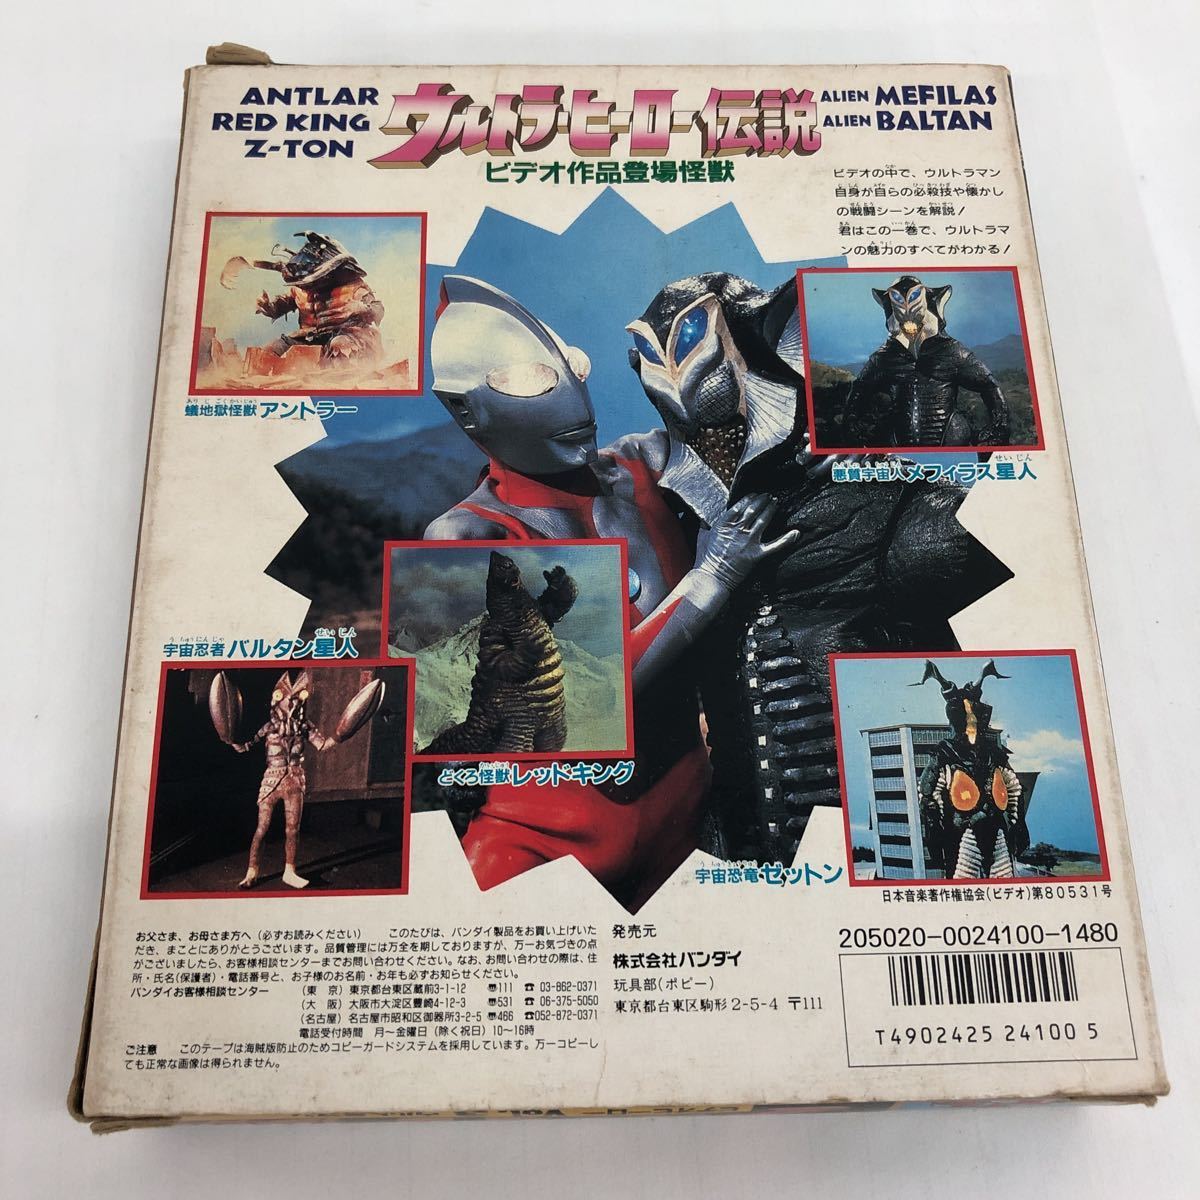 ANTLAR
RED KING
Z-TON
ウルトラ・ヒーロー伝説
ALIEN MEFILAS
ALIEN BALTAN
ビデオ作品登場怪獣
ビデオの中で、ウルトラマン
自身が自らの必殺技や懐かし
の戦闘シーンを解説!
君はこの一巻で、ウルトラマ
ンの魅力のすべてがわかる!
蟻地獄怪獣 アントラー
悪質宇宙人 メフィラス星人
宇宙忍者 バルタン星人
どくろ怪獣 レッドキング
宇宙恐竜 ゼットン
日本音楽著作権協会(ビデオ)第80531号
お父さま、お母さま方へ(必ずお読みください) このたびは、バンダイ製品をお買い上げいた
だき、まことにありがとうございます。品質管理には万全を期しておりますが、万一お気づきの点
がございましたら、お客様相談センターまでお問い合わせください。なお、お問い合わせの際は、住
所・氏名(保護者)・電話番号と、お子様のお名前・お年も必ずお知らせください。
バンダイお客様相談センター (東 京) 東京都台東区蔵前3-1-12 〒111 ☎03-862-0371
(大 阪) 大阪市大淀区豊崎4-12-3 〒531 ☎06-375-5050
(名古屋) 名古屋市昭和区御器所3-2-5 〒466 ☎052-872-0371
電話受付時間 月〜金曜日(除く祝日)10〜16時
ご注意 このテープは海賊版防止のためコピーガードシステムを採用しています。万一コピーし
ても正常な画像は得られません。
発売元
株式会社バンダイ
玩具部(ポピー)
東京都台東区駒形2-5-4 〒111
205020-0024100-1480
T4902425 24100 5